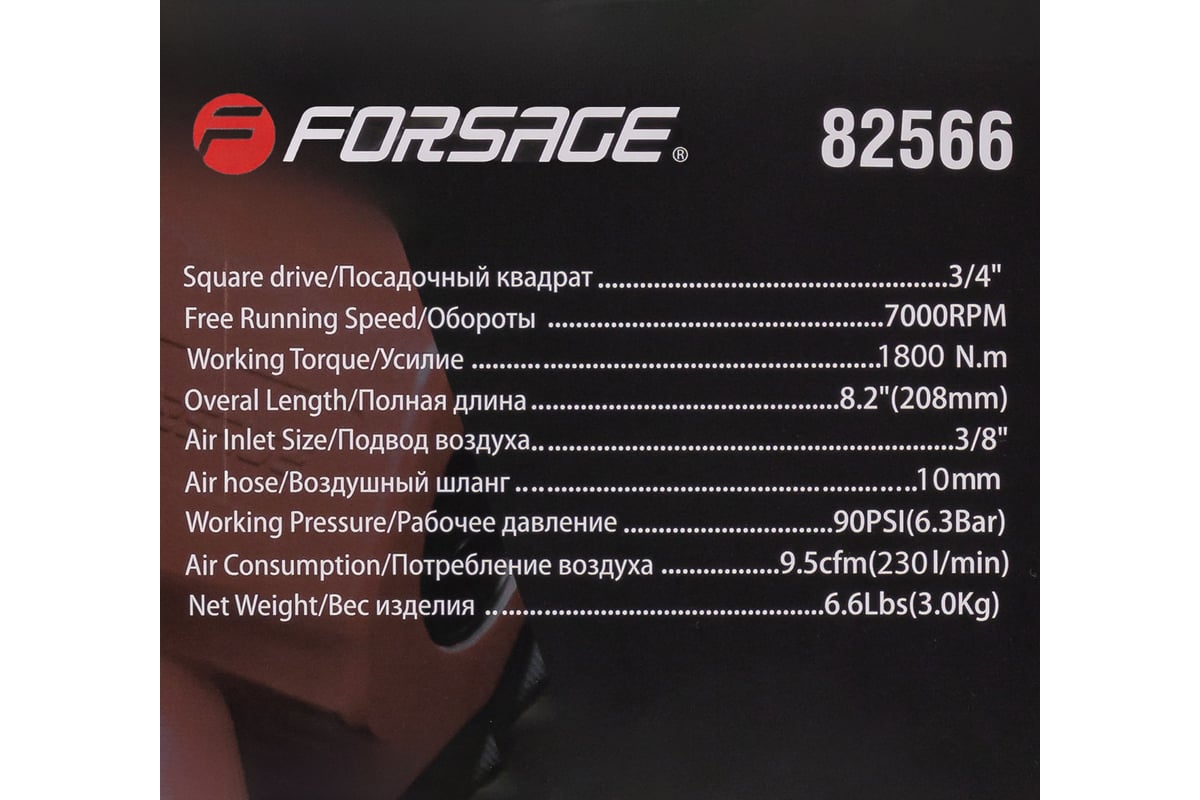 FORSAGE® 82566
Square drive/Посадочный квадрат ........................................... 3/4"
Free Running Speed/Обороты ........................................... 7000RPM
Working Torque/Усилие ........................................... 1800 N.m
Overal Length/Полная длина ........................................... 8.2"(208mm)
Air Inlet Size/Подвод воздуха ........................................... 3/8"
Air hose/Воздушный шланг ........................................... 10mm
Working Pressure/Рабочее давление ........................................... 90PSI(6.3Bar)
Air Consumption/Потребление воздуха .................. 9.5cfm(230 l/min)
Net Weight/Вес изделия ........................................... 6.6Lbs(3.0Kg)